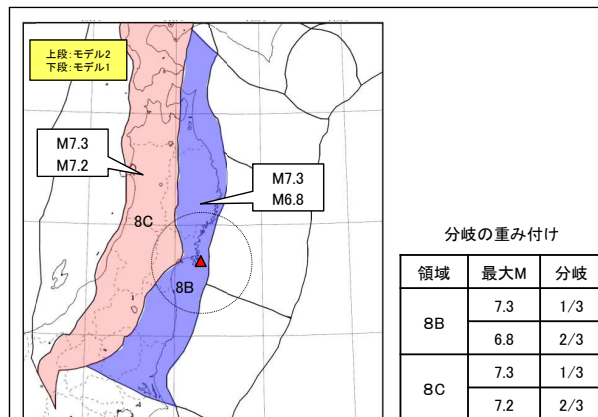 上段:モデル2
下段:モデル1
M7.3
M7.2
M7.3
M6.8
8C
8B
分岐の重み付け
領域 最大M 分岐
8B 7.3 1/3
6.8 2/3
8C 7.3 1/3
7.2 2/3